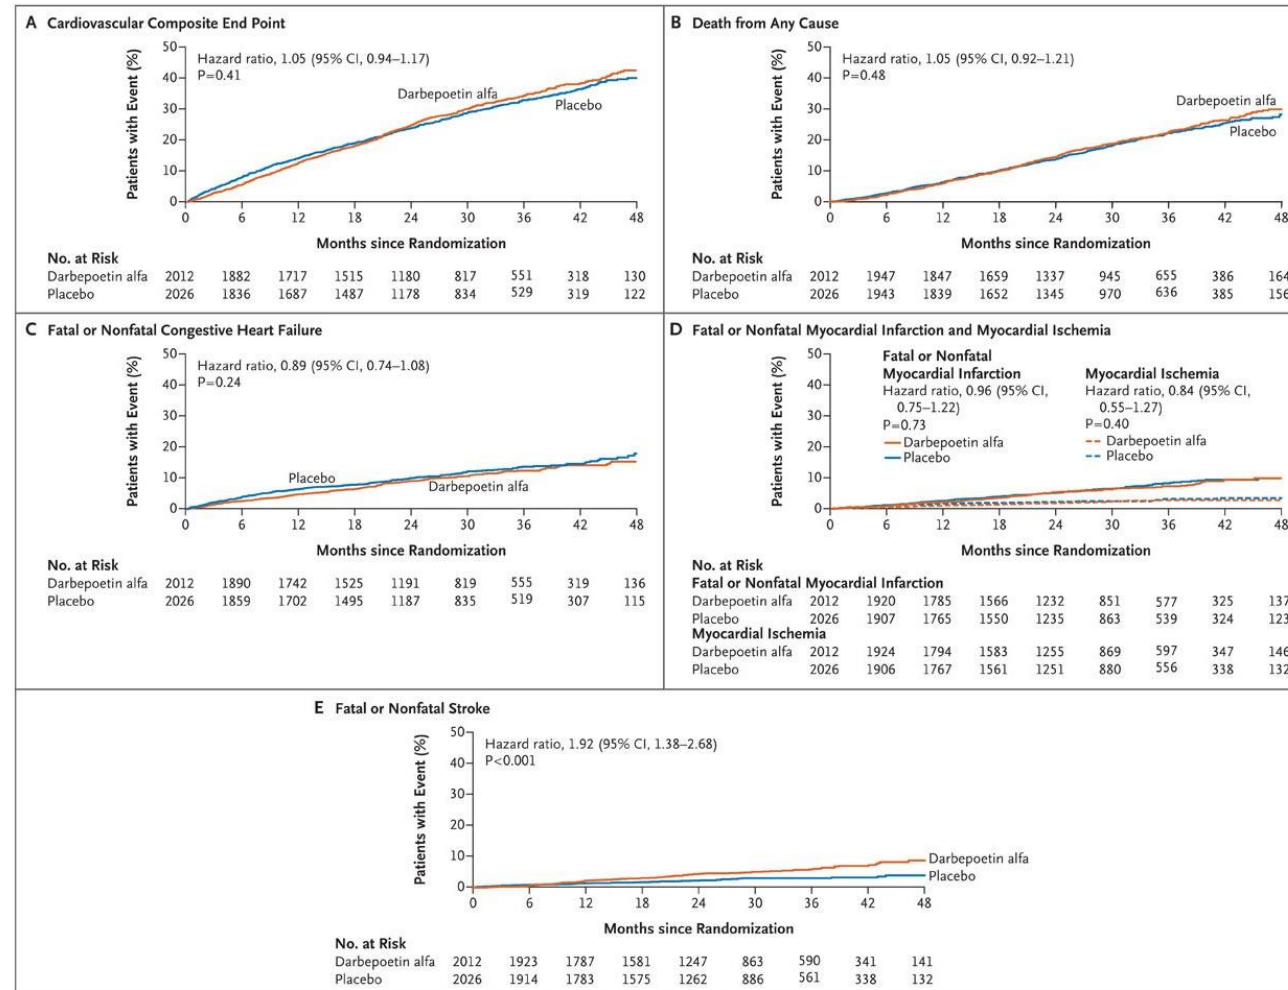 A Cardiovascular Composite End Point
Patients with Event (%)
50
40
30
20
10
0
Hazard ratio, 1.05 (95% CI, 0.94–1.17)
P=0.41
Darbepoetin alfa
Placebo
0 6 12 18 24 30 36 42 48
Months since Randomization
No. at Risk
Darbepoetin alfa 2012 1882 1717 1515 1180 817 551 318 130
Placebo 2026 1836 1687 1487 1178 834 529 319 122
B Death from Any Cause
Patients with Event (%)
50
40
30
20
10
0
Hazard ratio, 1.05 (95% CI, 0.92–1.21)
P=0.48
Darbepoetin alfa
Placebo
0 6 12 18 24 30 36 42 48
Months since Randomization
No. at Risk
Darbepoetin alfa 2012 1947 1847 1659 1337 945 655 386 164
Placebo 2026 1943 1839 1652 1345 970 636 385 156
C Fatal or Nonfatal Congestive Heart Failure
Patients with Event (%)
50
40
30
20
10
0
Hazard ratio, 0.89 (95% CI, 0.74–1.08)
P=0.24
Placebo
Darbepoetin alfa
0 6 12 18 24 30 36 42 48
Months since Randomization
No. at Risk
Darbepoetin alfa 2012 1890 1742 1525 1191 819 555 319 136
Placebo 2026 1859 1702 1495 1187 835 519 307 115
D Fatal or Nonfatal Myocardial Infarction and Myocardial Ischemia
Patients with Event (%)
50
40
30
20
10
0
Fatal or Nonfatal
Myocardial Infarction
Hazard ratio, 0.96 (95% CI,
0.75–1.22)
P=0.73
Darbepoetin alfa
Placebo
Myocardial Ischemia
Hazard ratio, 0.84 (95% CI,
0.55–1.27)
P=0.40
Darbepoetin alfa
Placebo
0 6 12 18 24 30 36 42 48
Months since Randomization
No. at Risk
Fatal or Nonfatal Myocardial Infarction
Darbepoetin alfa 2012 1920 1785 1566 1232 851 577 325 137
Placebo 2026 1907 1765 1550 1235 863 539 324 123
Myocardial Ischemia
Darbepoetin alfa 2012 1924 1794 1583 1255 869 597 347 146
Placebo 2026 1906 1767 1561 1251 880 556 338 132
E Fatal or Nonfatal Stroke
Patients with Event (%)
50
40
30
20
10
0
Hazard ratio, 1.92 (95% CI, 1.38–2.68)
P<0.001
Darbepoetin alfa
Placebo
0 6 12 18 24 30 36 42 48
Months since Randomization
No. at Risk
Darbepoetin alfa 2012 1923 1787 1581 1247 863 590 341 141
Placebo 2026 1914 1783 1575 1262 886 561 338 132